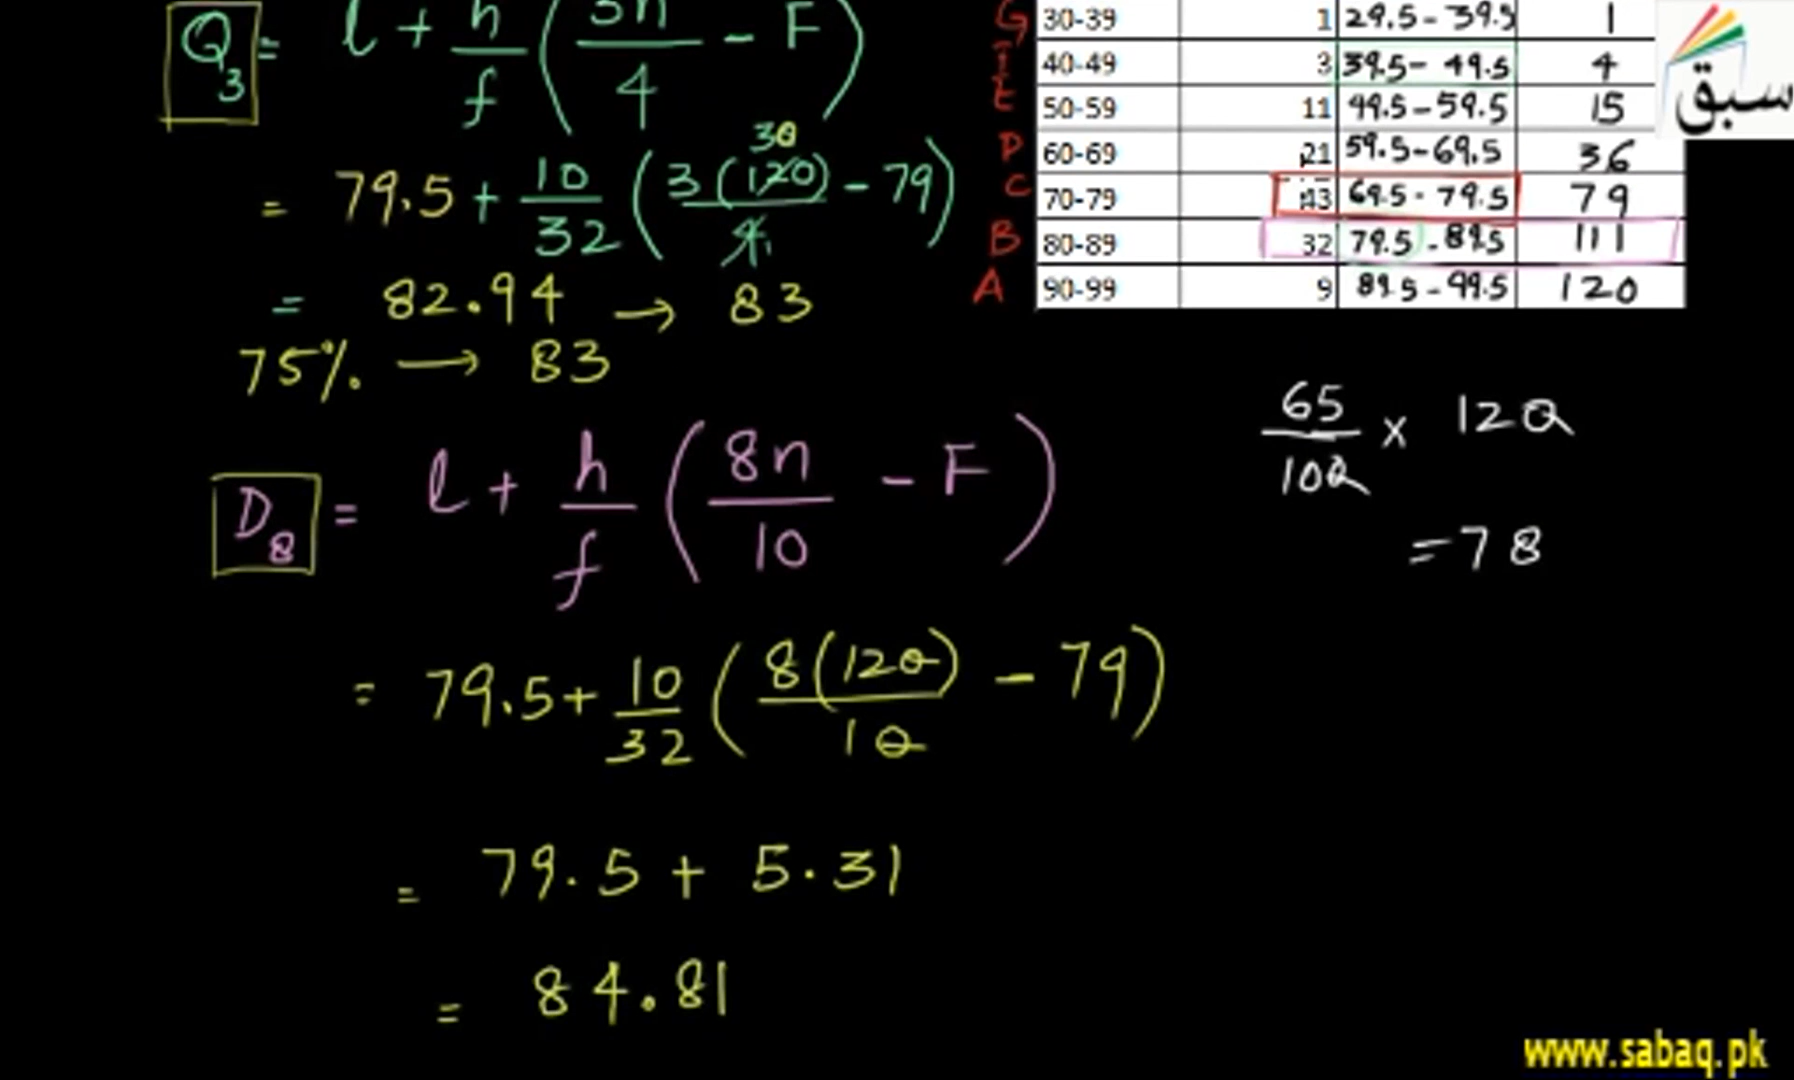 Q3 = l + h/f ( 3n/4 - F )
= 79.5 + 10/32 ( 3(120)/4 - 79 )
30
1
= 82.94 → 83
75% → 83
D8 = l + h/f ( 8n/10 - F )
= 79.5 + 10/32 ( 8(120)/10 - 79 )
= 79.5 + 5.31
= 84.81
G 30-39 1 29.5 - 39.5 1
40-49 3 39.5 - 49.5 4
E 50-59 11 49.5 - 59.5 15
D 60-69 21 59.5 - 69.5 36
C 70-79 43 69.5 - 79.5 79
B 80-89 32 79.5 - 89.5 111
A 90-99 9 89.5 - 99.5 120
سبق
65/100 x 120
= 78
www.sabaq.pk